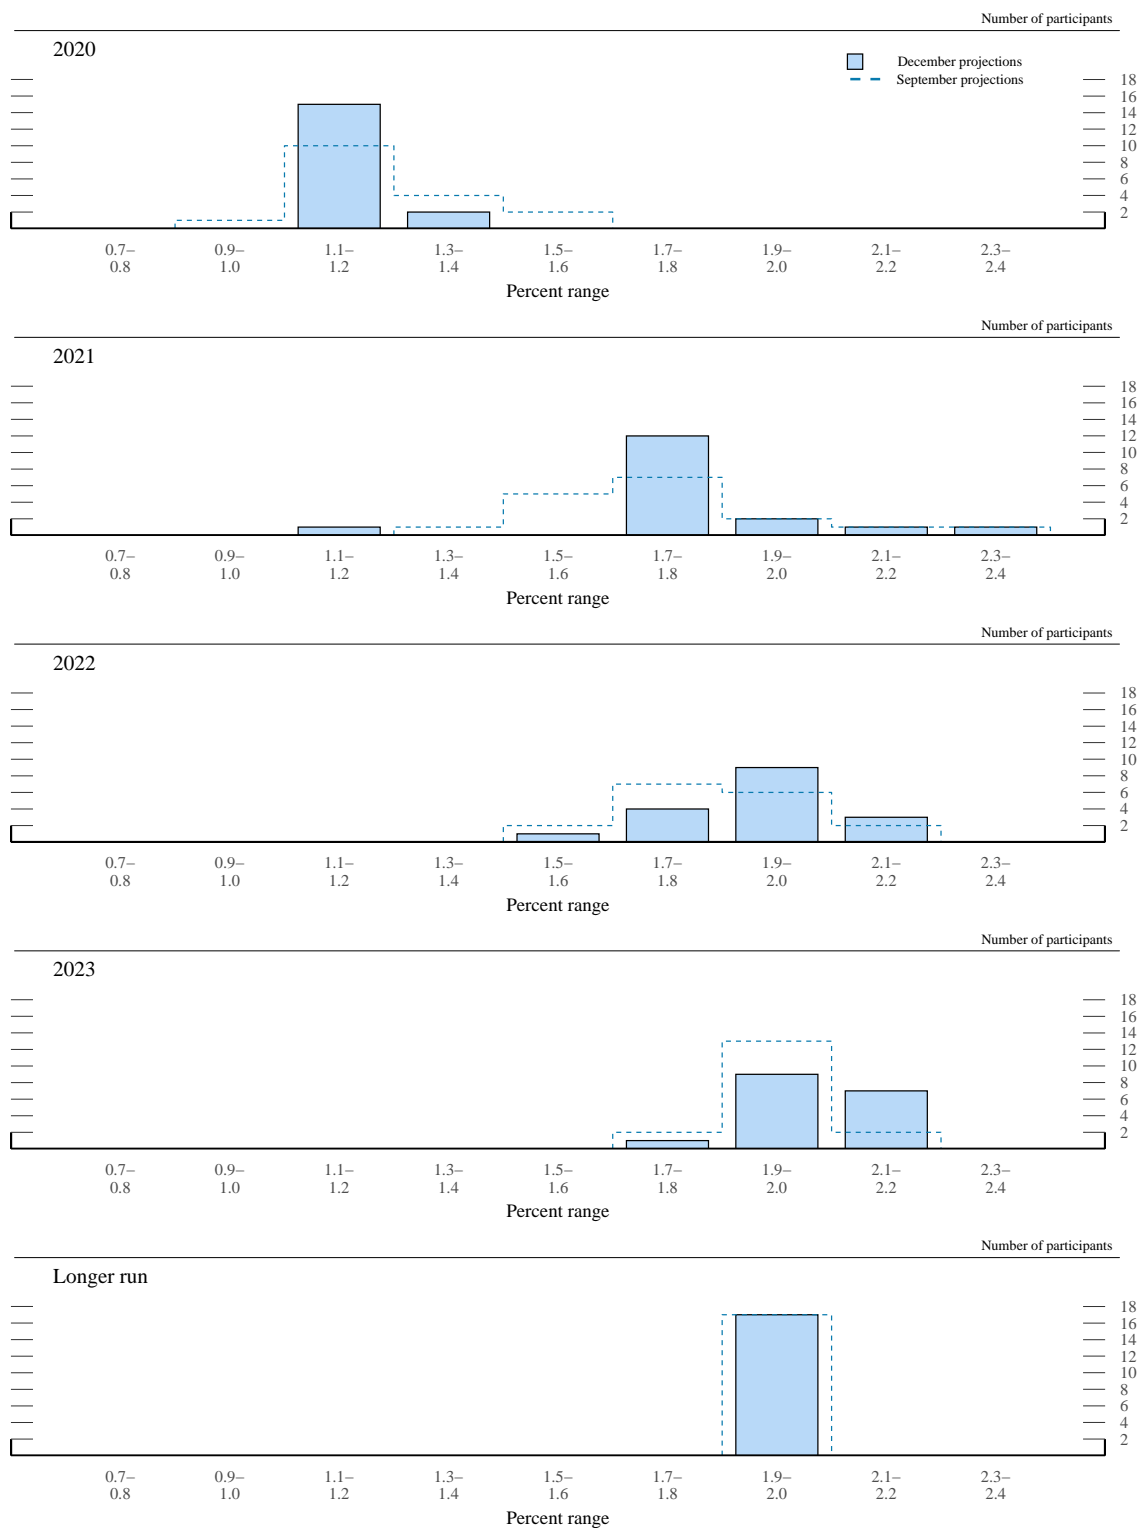 Number of participants
2020
December projections
September projections
18
16
14
12
10
8
6
4
2
0.7– 0.9– 1.1– 1.3– 1.5– 1.7– 1.9– 2.1– 2.3–
0.8 1.0 1.2 1.4 1.6 1.8 2.0 2.2 2.4
Percent range
Number of participants
2021
18
16
14
12
10
8
6
4
2
0.7– 0.9– 1.1– 1.3– 1.5– 1.7– 1.9– 2.1– 2.3–
0.8 1.0 1.2 1.4 1.6 1.8 2.0 2.2 2.4
Percent range
Number of participants
2022
18
16
14
12
10
8
6
4
2
0.7– 0.9– 1.1– 1.3– 1.5– 1.7– 1.9– 2.1– 2.3–
0.8 1.0 1.2 1.4 1.6 1.8 2.0 2.2 2.4
Percent range
Number of participants
2023
18
16
14
12
10
8
6
4
2
0.7– 0.9– 1.1– 1.3– 1.5– 1.7– 1.9– 2.1– 2.3–
0.8 1.0 1.2 1.4 1.6 1.8 2.0 2.2 2.4
Percent range
Number of participants
Longer run
18
16
14
12
10
8
6
4
2
0.7– 0.9– 1.1– 1.3– 1.5– 1.7– 1.9– 2.1– 2.3–
0.8 1.0 1.2 1.4 1.6 1.8 2.0 2.2 2.4
Percent range